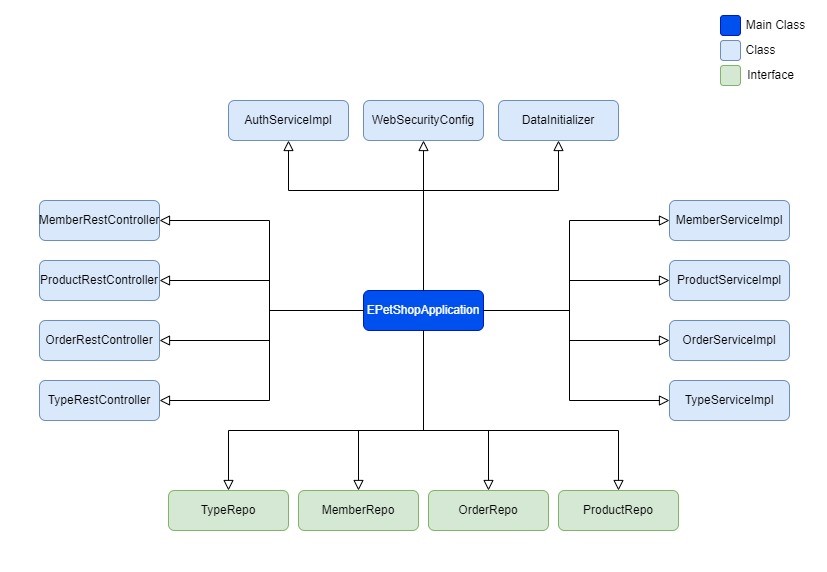 Main Class
Class
Interface
AuthServiceImpl
WebSecurityConfig
DataInitializer
MemberRestController
MemberServiceImpl
ProductRestController
ProductServiceImpl
EPetShopApplication
OrderRestController
OrderServiceImpl
TypeRestController
TypeServiceImpl
TypeRepo
MemberRepo
OrderRepo
ProductRepo